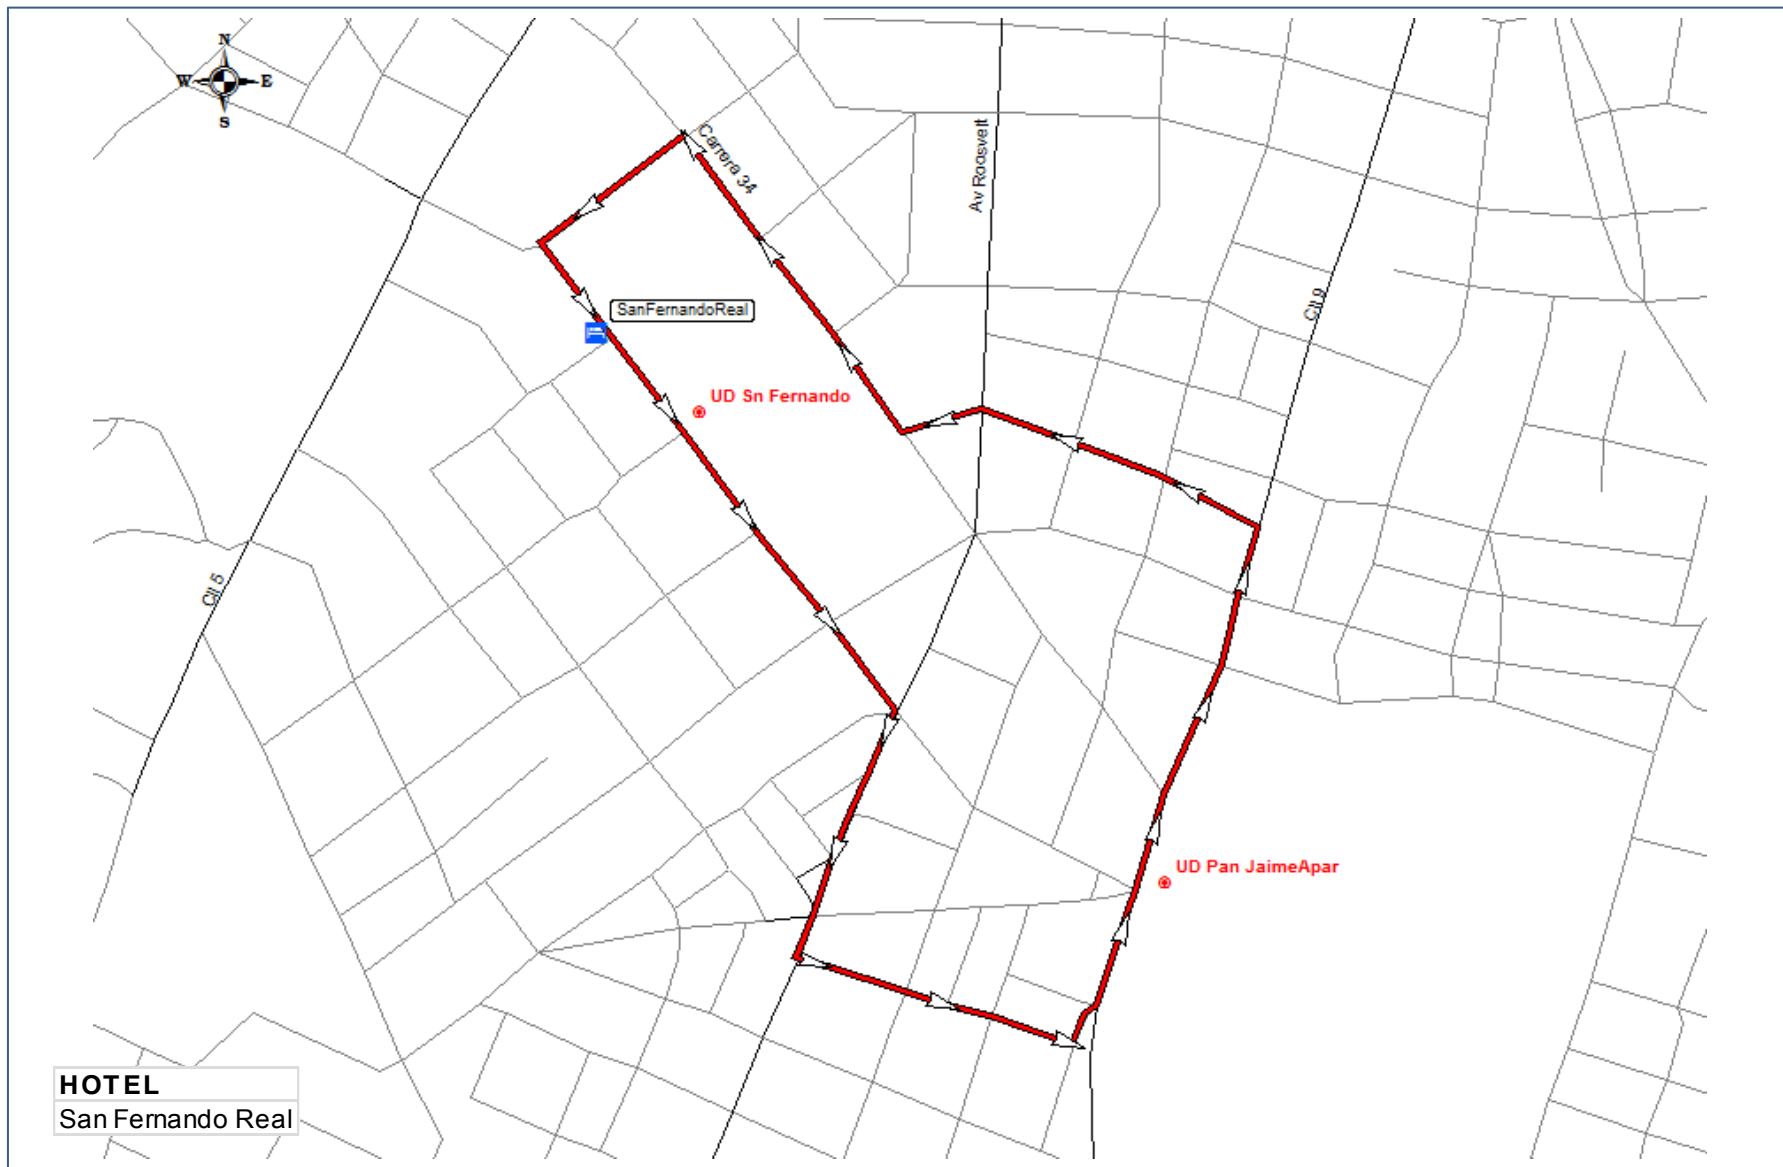 N
W E
S
Carrera 34
Av Roosvelt
Cll 9
SanFernandoReal
UD Sn Fernando
Cll 5
UD Pan JaimeApar
HOTEL
San Fernando Real